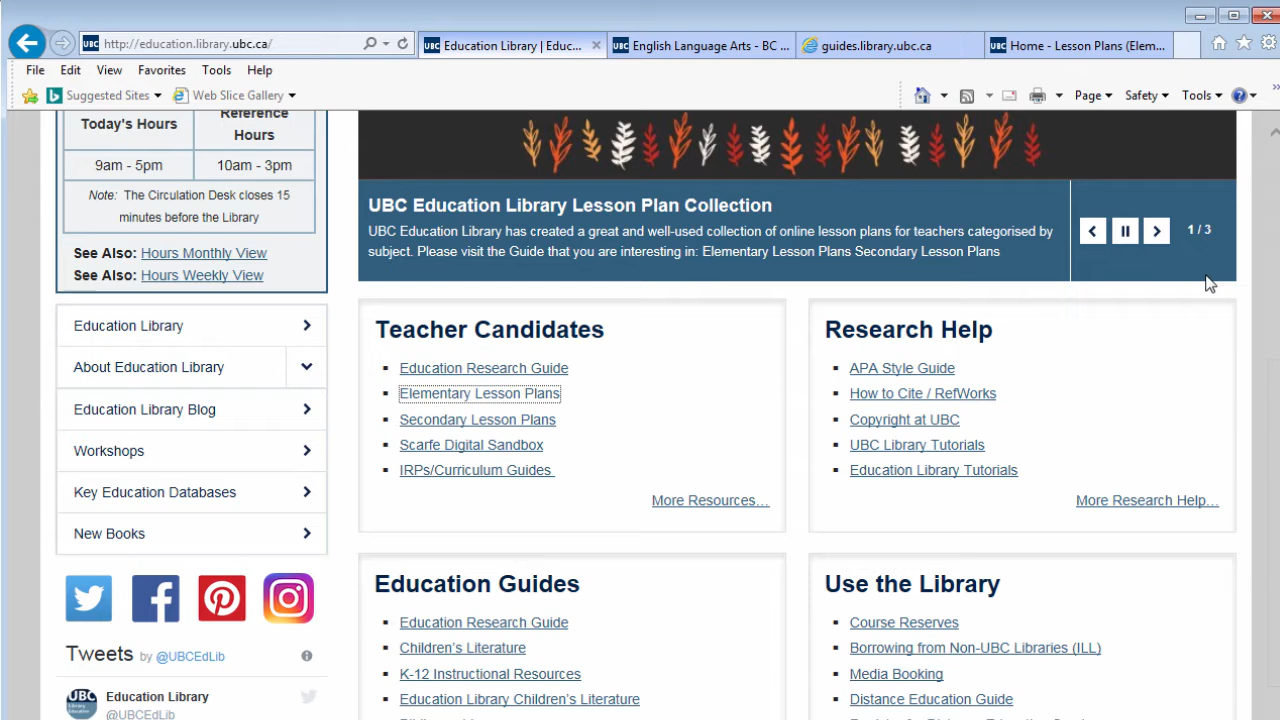 UBC http://education.library.ubc.ca/
UBC Education Library | Educ...
UBC English Language Arts - BC ...
guides.library.ubc.ca
UBC Home - Lesson Plans (Elem...
File Edit View Favorites Tools Help
Suggested Sites Web Slice Gallery
Page Safety Tools
Today's Hours
Reference Hours
9am - 5pm
10am - 3pm
Note: The Circulation Desk closes 15
minutes before the Library
See Also: Hours Monthly View
See Also: Hours Weekly View
Education Library
About Education Library
Education Library Blog
Workshops
Key Education Databases
New Books
Tweets by @UBCEdLib
UBC
Education Library
@UBCEdLib
UBC Education Library Lesson Plan Collection
UBC Education Library has created a great and well-used collection of online lesson plans for teachers categorised by
subject. Please visit the Guide that you are interesting in: Elementary Lesson Plans Secondary Lesson Plans
1 / 3
Teacher Candidates
Education Research Guide
Elementary Lesson Plans
Secondary Lesson Plans
Scarfe Digital Sandbox
IRPs/Curriculum Guides
More Resources...
Research Help
APA Style Guide
How to Cite / RefWorks
Copyright at UBC
UBC Library Tutorials
Education Library Tutorials
More Research Help...
Education Guides
Education Research Guide
Children's Literature
K-12 Instructional Resources
Education Library Children's Literature
Use the Library
Course Reserves
Borrowing from Non-UBC Libraries (ILL)
Media Booking
Distance Education Guide